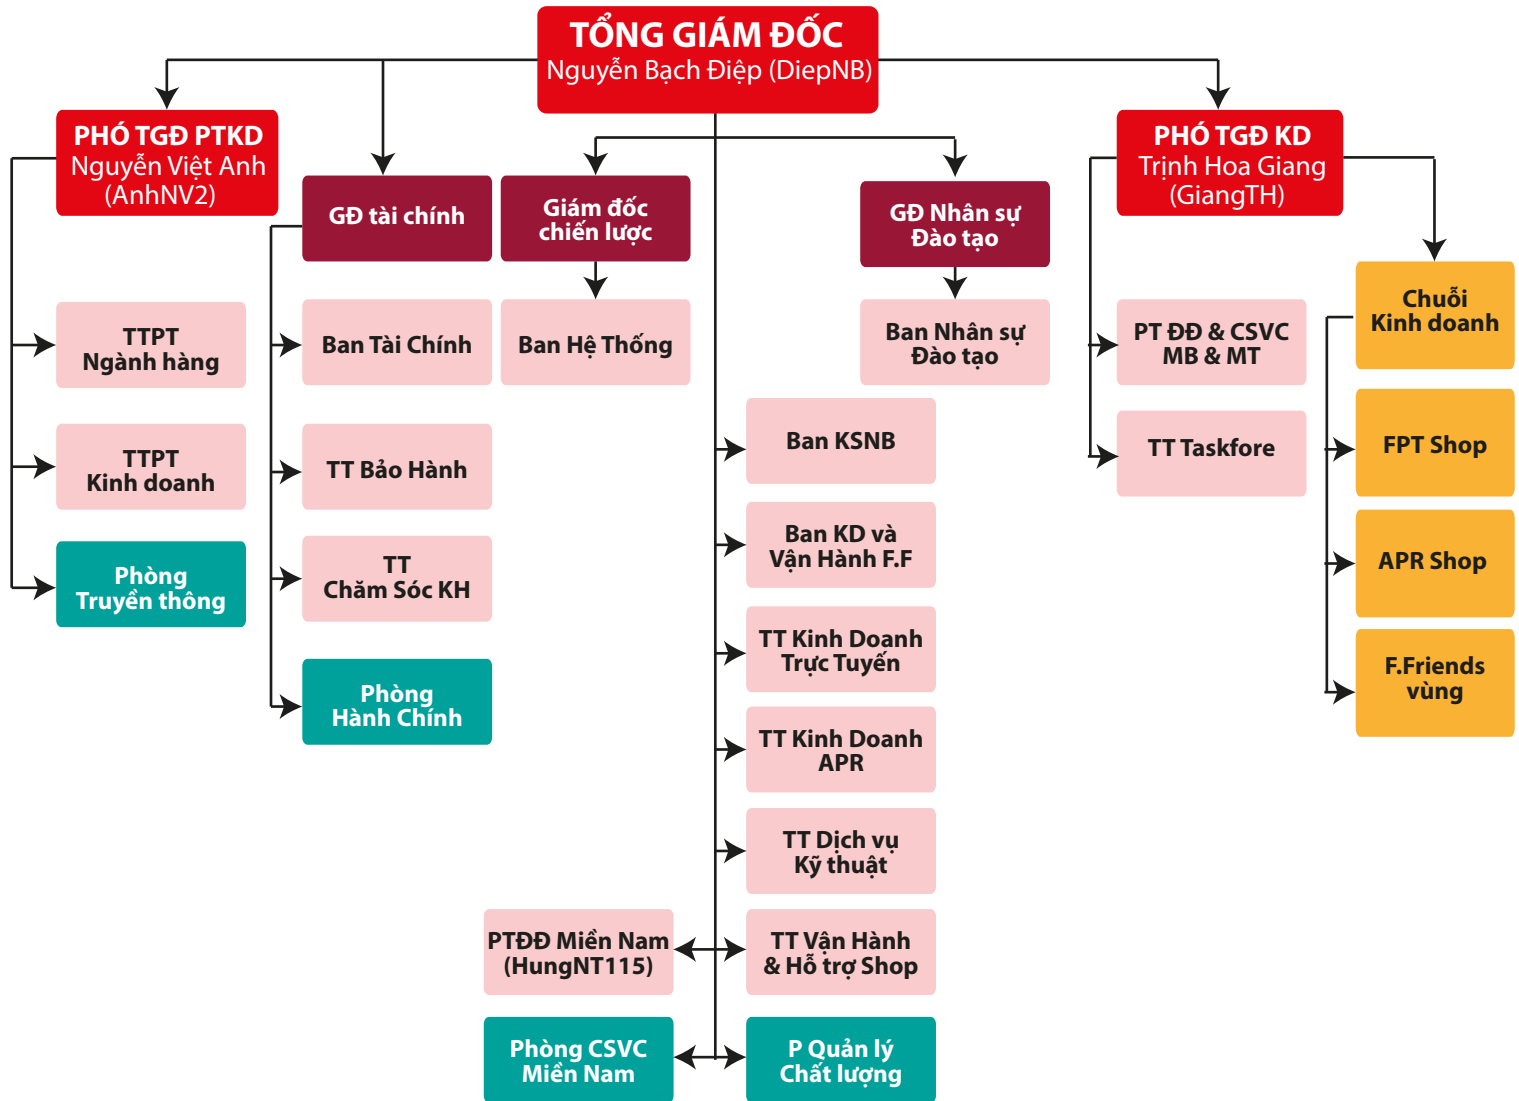 TỔNG GIÁM ĐỐC
Nguyễn Bạch Điệp (DiepNB)
PHÓ TGĐ PTKD
Nguyễn Việt Anh
(AnhNV2)
GĐ tài chính
Giám đốc
chiến lược
GĐ Nhân sự
Đào tạo
PHÓ TGĐ KD
Trịnh Hoa Giang
(GiangTH)
TTPT
Ngành hàng
TTPT
Kinh doanh
Phòng
Truyền thông
Ban Tài Chính
TT Bảo Hành
TT
Chăm Sóc KH
Phòng
Hành Chính
Ban Hệ Thống
Ban Nhân sự
Đào tạo
Ban KSNB
Ban KD và
Vận Hành F.F
TT Kinh Doanh
Trực Tuyến
TT Kinh Doanh
APR
TT Dịch vụ
Kỹ thuật
PTĐĐ Miền Nam
(HungNT115)
TT Vận Hành
& Hỗ trợ Shop
Phòng CSVC
Miền Nam
P Quản lý
Chất lượng
PT ĐĐ & CSVC
MB & MT
TT Taskfore
Chuỗi
Kinh doanh
FPT Shop
APR Shop
F.Friends
vùng